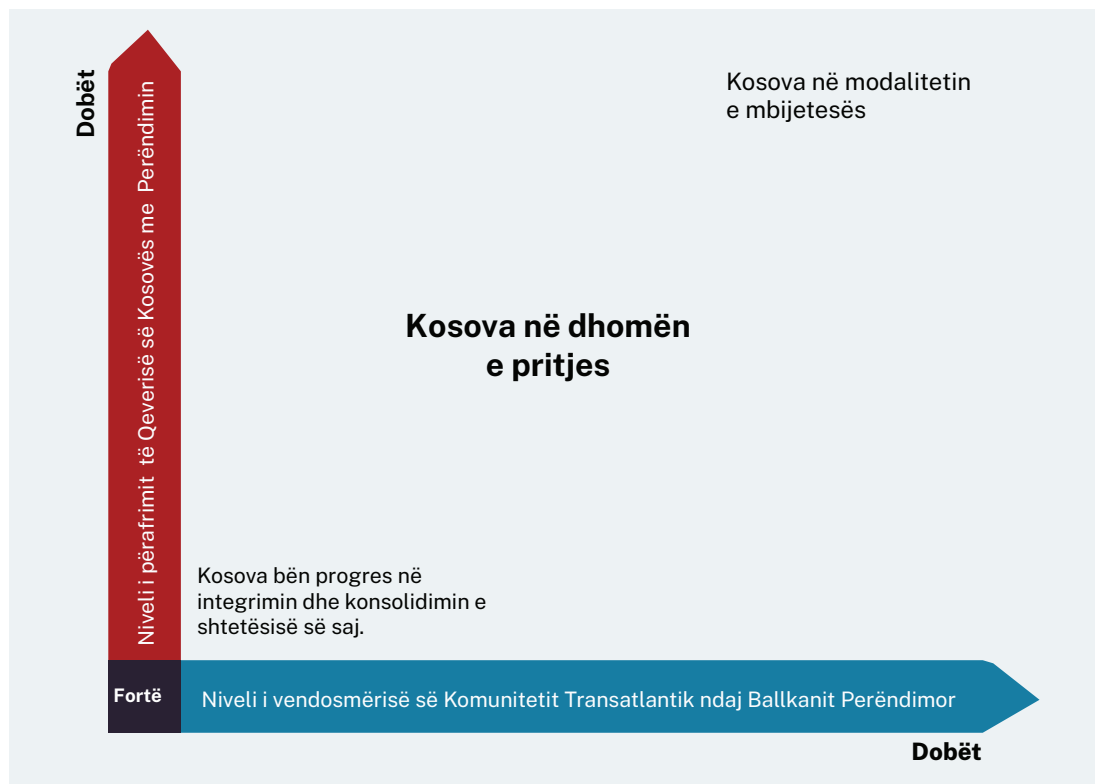 Dobët
Niveli i përafrimit të Qeverisë së Kosovës me Perëndimin
Kosova në modalitetin
e mbijetesës
Kosova në dhomën
e pritjes
Kosova bën progres në
integrimin dhe konsolidimin e
shtetësisë së saj.
Fortë
Niveli i vendosmërisë së Komunitetit Transatlantik ndaj Ballkanit Perëndimor
Dobët